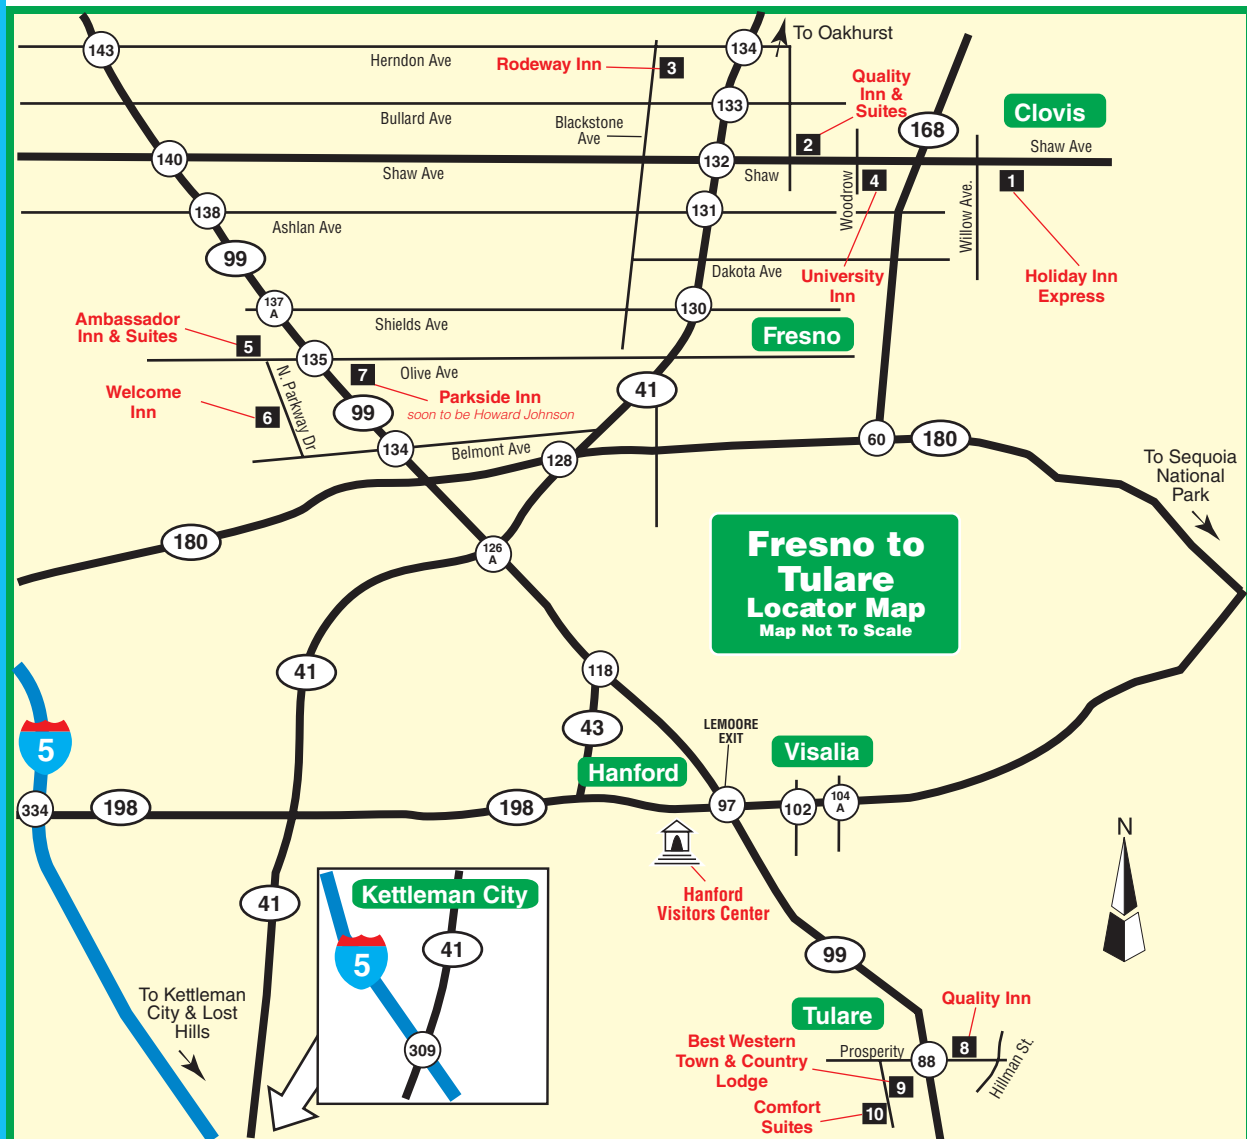 143
134
To Oakhurst
Herndon Ave
Rodeway Inn
3
Quality
Inn &
Suites
133
Bullard Ave
Blackstone
Ave
168
Clovis
2
140
Shaw Ave
132
Shaw
Shaw Ave
Woodrow
4
Willow Ave.
1
138
Ashlan Ave
131
99
Dakota Ave
University
Inn
Holiday Inn
Express
137
A
Shields Ave
130
Fresno
Ambassador
Inn & Suites
5
135
7
Olive Ave
Welcome
Inn
6
N. Parkway Dr
99
Parkside Inn
soon to be Howard Johnson
41
134
Belmont Ave
128
60
180
To Sequoia
National
Park
180
126
A
Fresno to
Tulare
Locator Map
Map Not To Scale
41
118
43
LEMOORE
EXIT
5
Hanford
Visalia
334
198
198
97
102
104
A
N
Hanford
Visitors Center
41
Kettleman City
5
41
309
99
To Kettleman
City & Lost
Hills
Tulare
Quality Inn
Best Western
Town & Country
Lodge
Prosperity
88
8
Hillman St.
9
Comfort
Suites
10